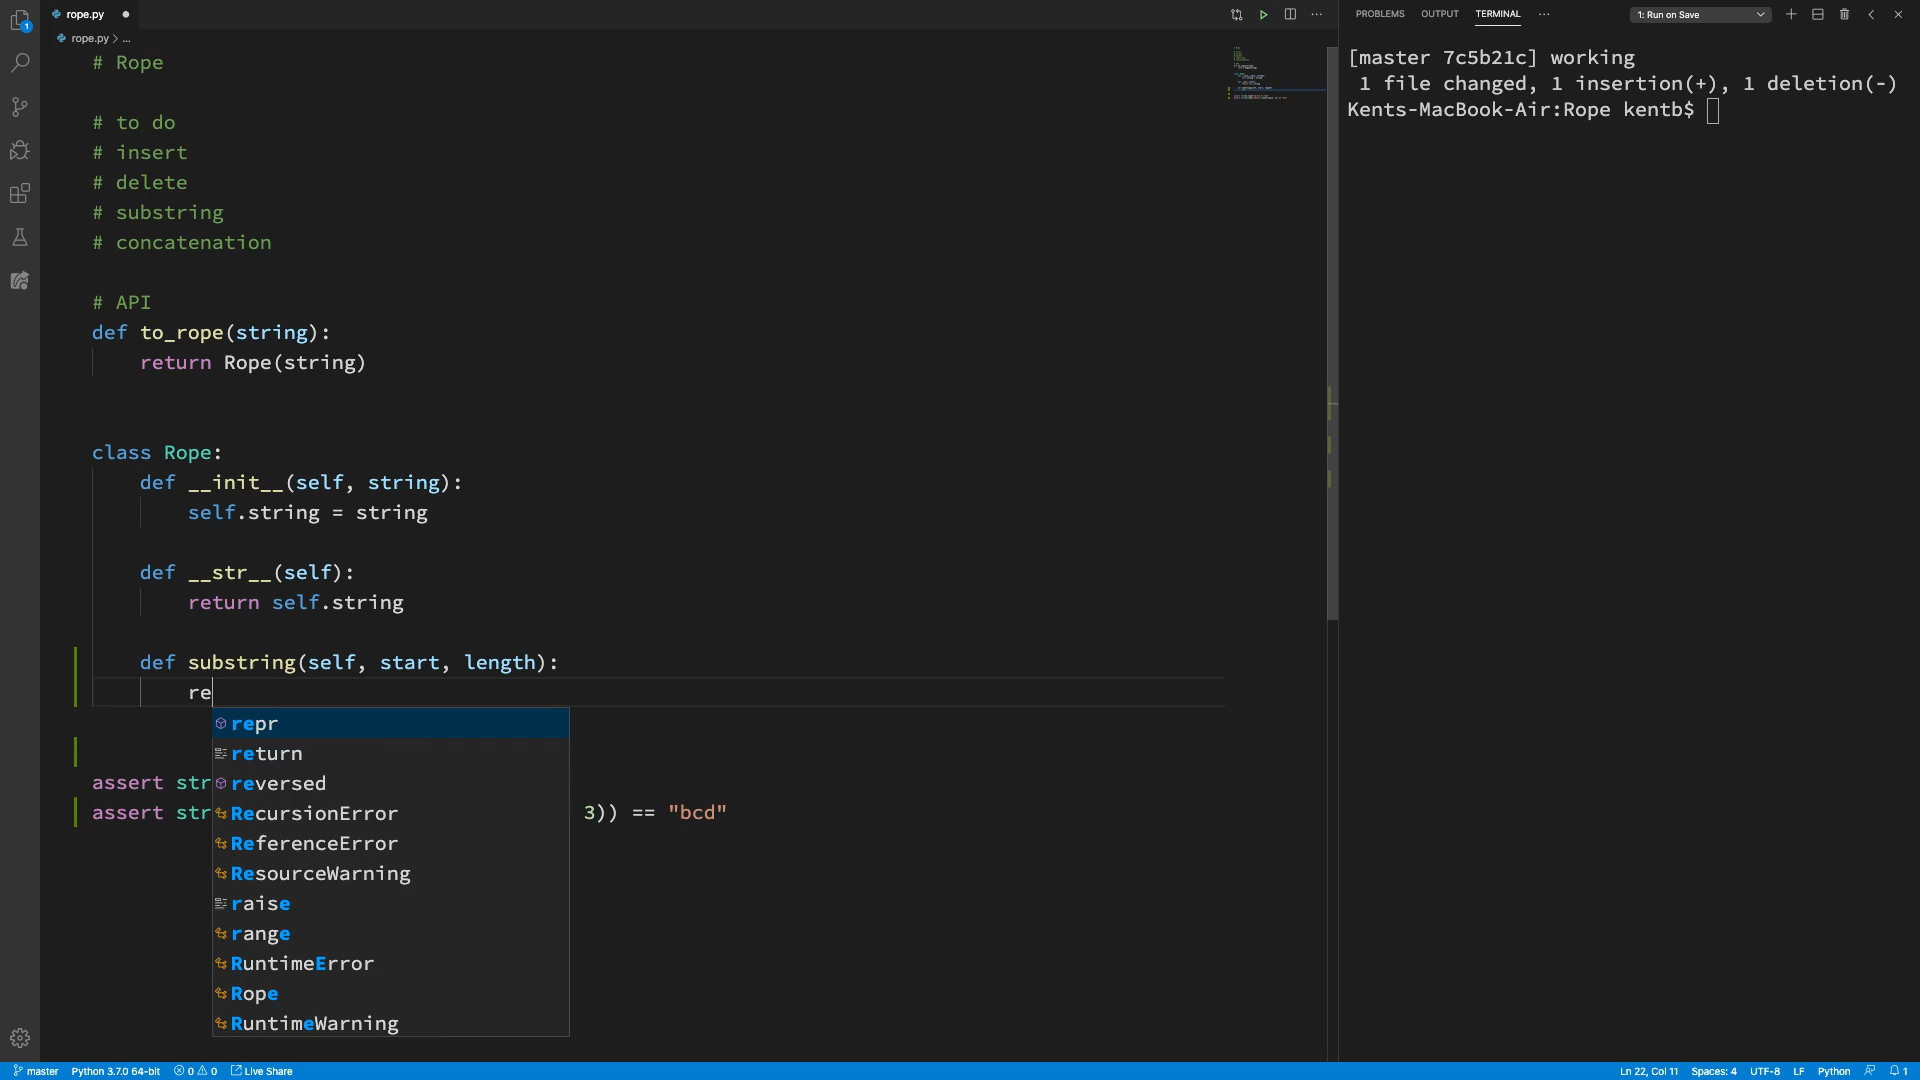 rope.py
PROBLEMS OUTPUT TERMINAL ··· 1: Run on Save
1
rope.py > ...
# Rope
# to do
# insert
# delete
# substring
# concatenation
# API
def to_rope(string):
return Rope(string)
class Rope:
def __init__(self, string):
self.string = string
def __str__(self):
return self.string
def substring(self, start, length):
re
repr
return
reversed
RecursionError
ReferenceError
ResourceWarning
raise
range
RuntimeError
Rope
RuntimeWarning
assert str
assert str 3)) == "bcd"
[master 7c5b21c] working
1 file changed, 1 insertion(+), 1 deletion(-)
Kents-MacBook-Air:Rope kentb$
master Python 3.7.0 64-bit 0 0 Live Share Ln 22, Col 11 Spaces: 4 UTF-8 LF Python 1